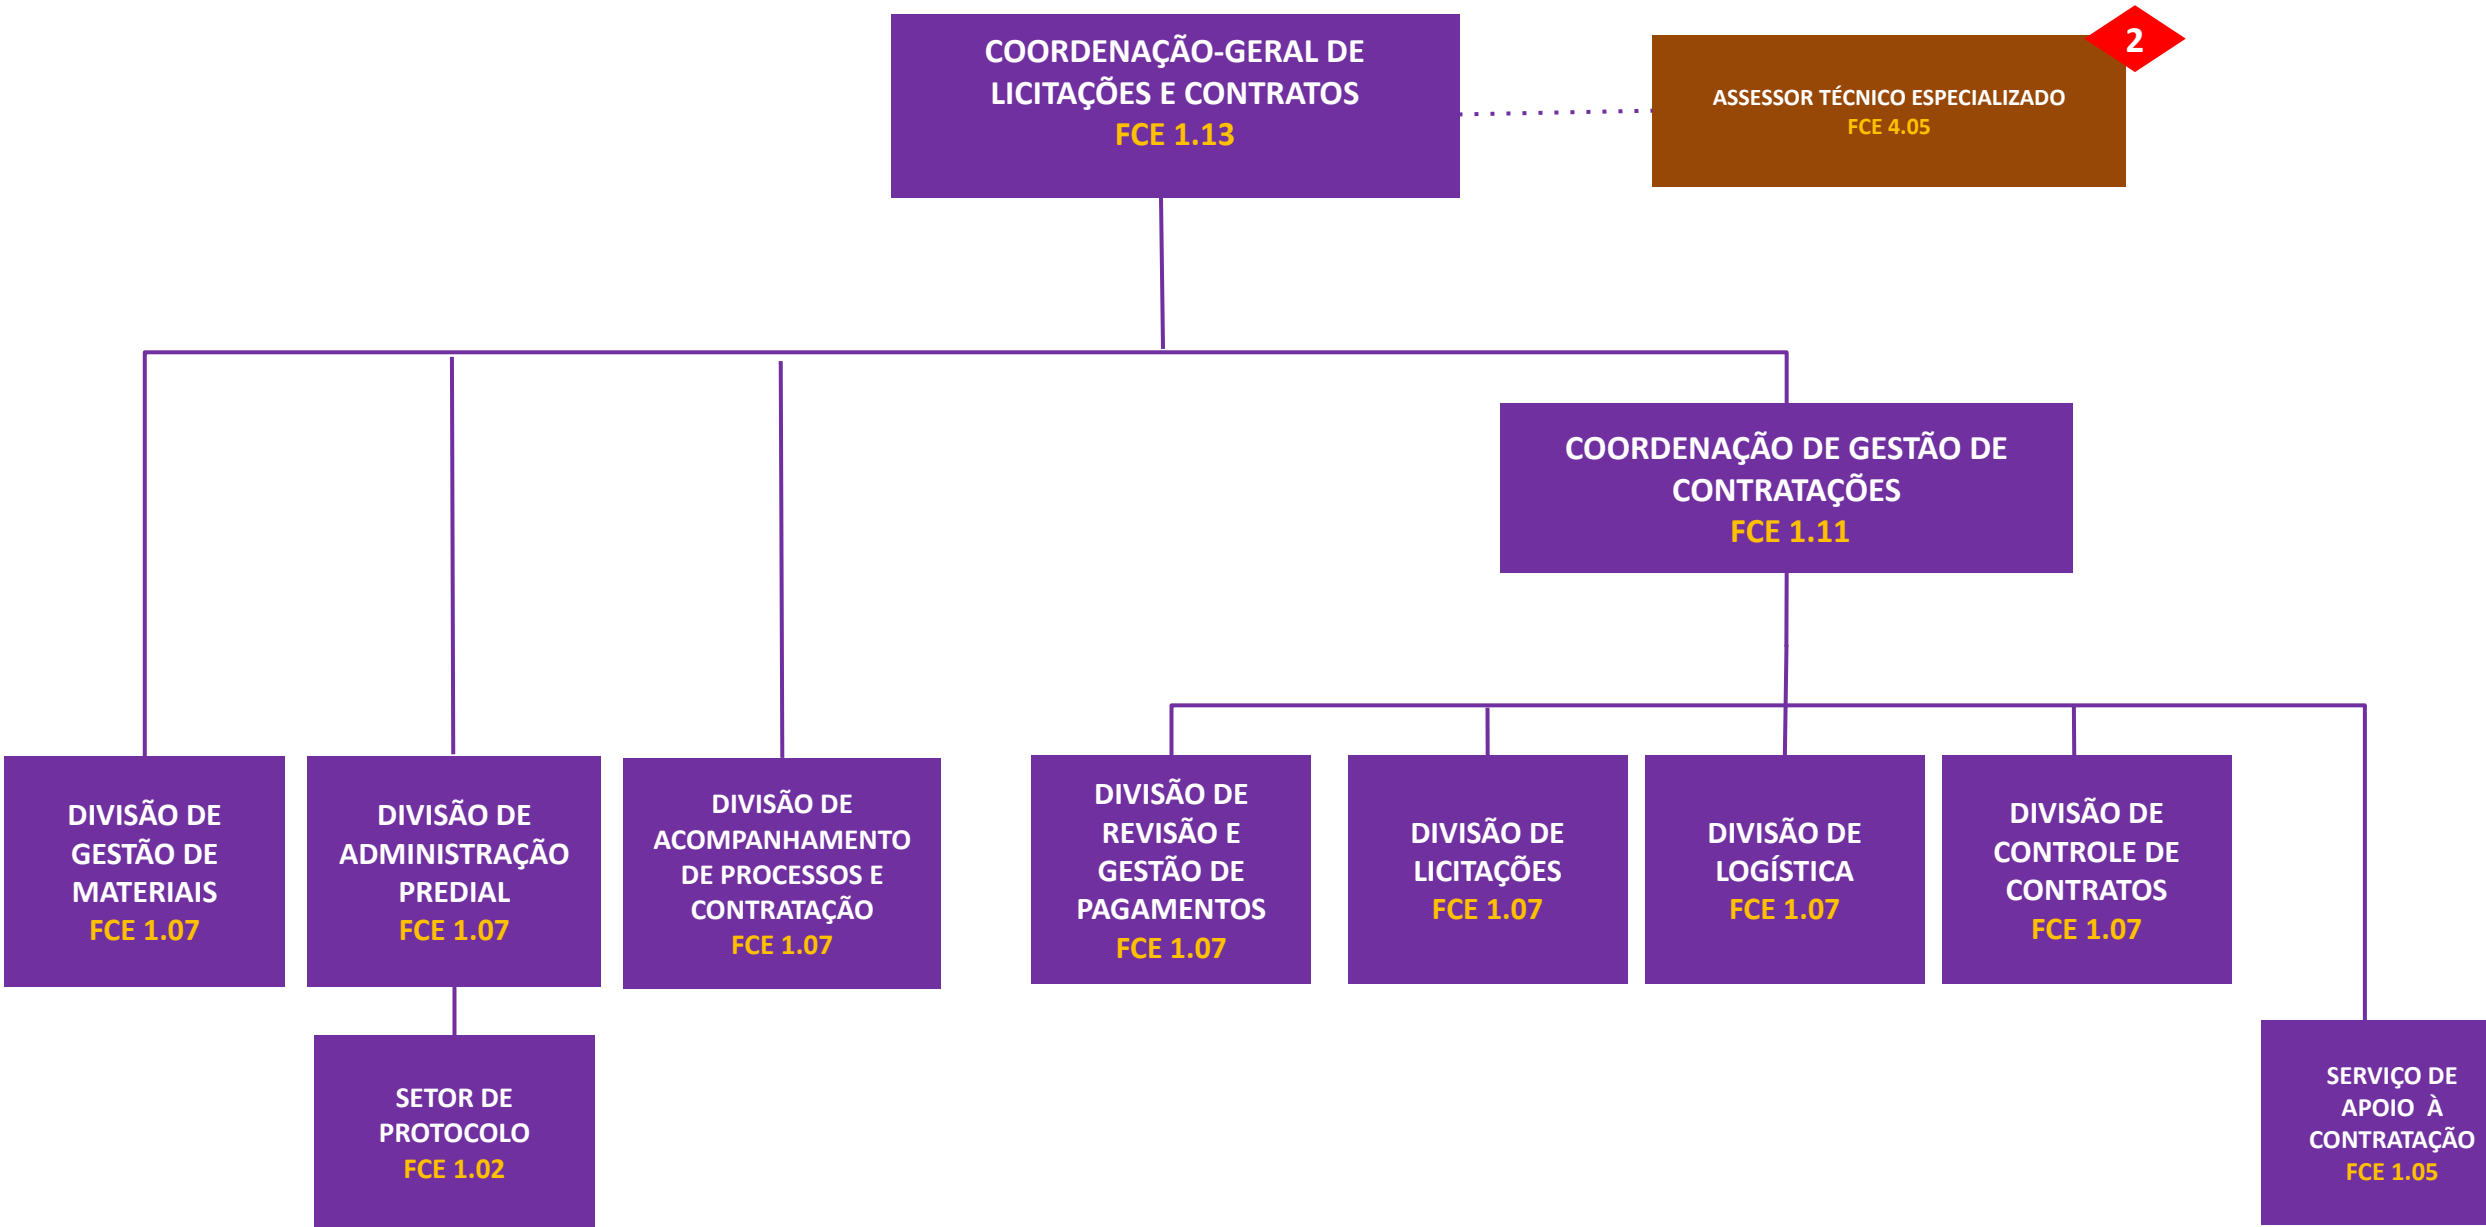 COORDENAÇÃO-GERAL DE
LICITAÇÕES E CONTRATOS
FCE 1.13
2
ASSESSOR TÉCNICO ESPECIALIZADO
FCE 4.05
COORDENAÇÃO DE GESTÃO DE
CONTRATAÇÕES
FCE 1.11
DIVISÃO DE
GESTÃO DE
MATERIAIS
FCE 1.07
DIVISÃO DE
ADMINISTRAÇÃO
PREDIAL
FCE 1.07
DIVISÃO DE
ACOMPANHAMENTO
DE PROCESSOS E
CONTRATAÇÃO
FCE 1.07
DIVISÃO DE
REVISÃO E
GESTÃO DE
PAGAMENTOS
FCE 1.07
DIVISÃO DE
LICITAÇÕES
FCE 1.07
DIVISÃO DE
LOGÍSTICA
FCE 1.07
DIVISÃO DE
CONTROLE DE
CONTRATOS
FCE 1.07
SETOR DE
PROTOCOLO
FCE 1.02
SERVIÇO DE
APOIO À
CONTRATAÇÃO
FCE 1.05